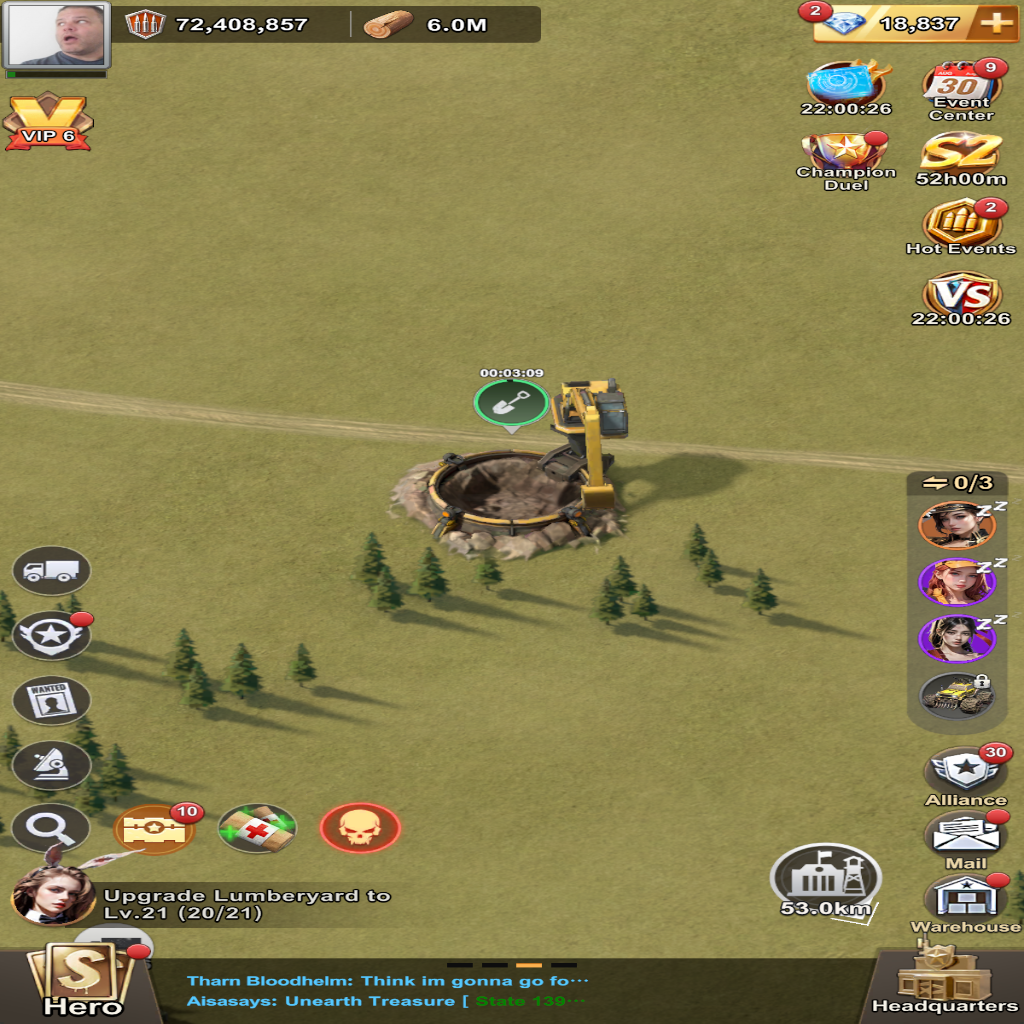 72,408,857
6.0M
2
18,837
VIP 6
22:00:26
9
AUG
30
Event
Center
Champion
Duel
SZ
52h00m
2
Hot Events
VS
22:00:26
00:03:09
0/3
z z
z z
z z
WANTED
10
30
Alliance
Mail
Warehouse
53.0km
Upgrade Lumberyard to
Lv.21 (20/21)
S
Hero
Tharn Bloodhelm: Think im gonna go fo···
Aisasays: Unearth Treasure [ State 139···
Headquarters